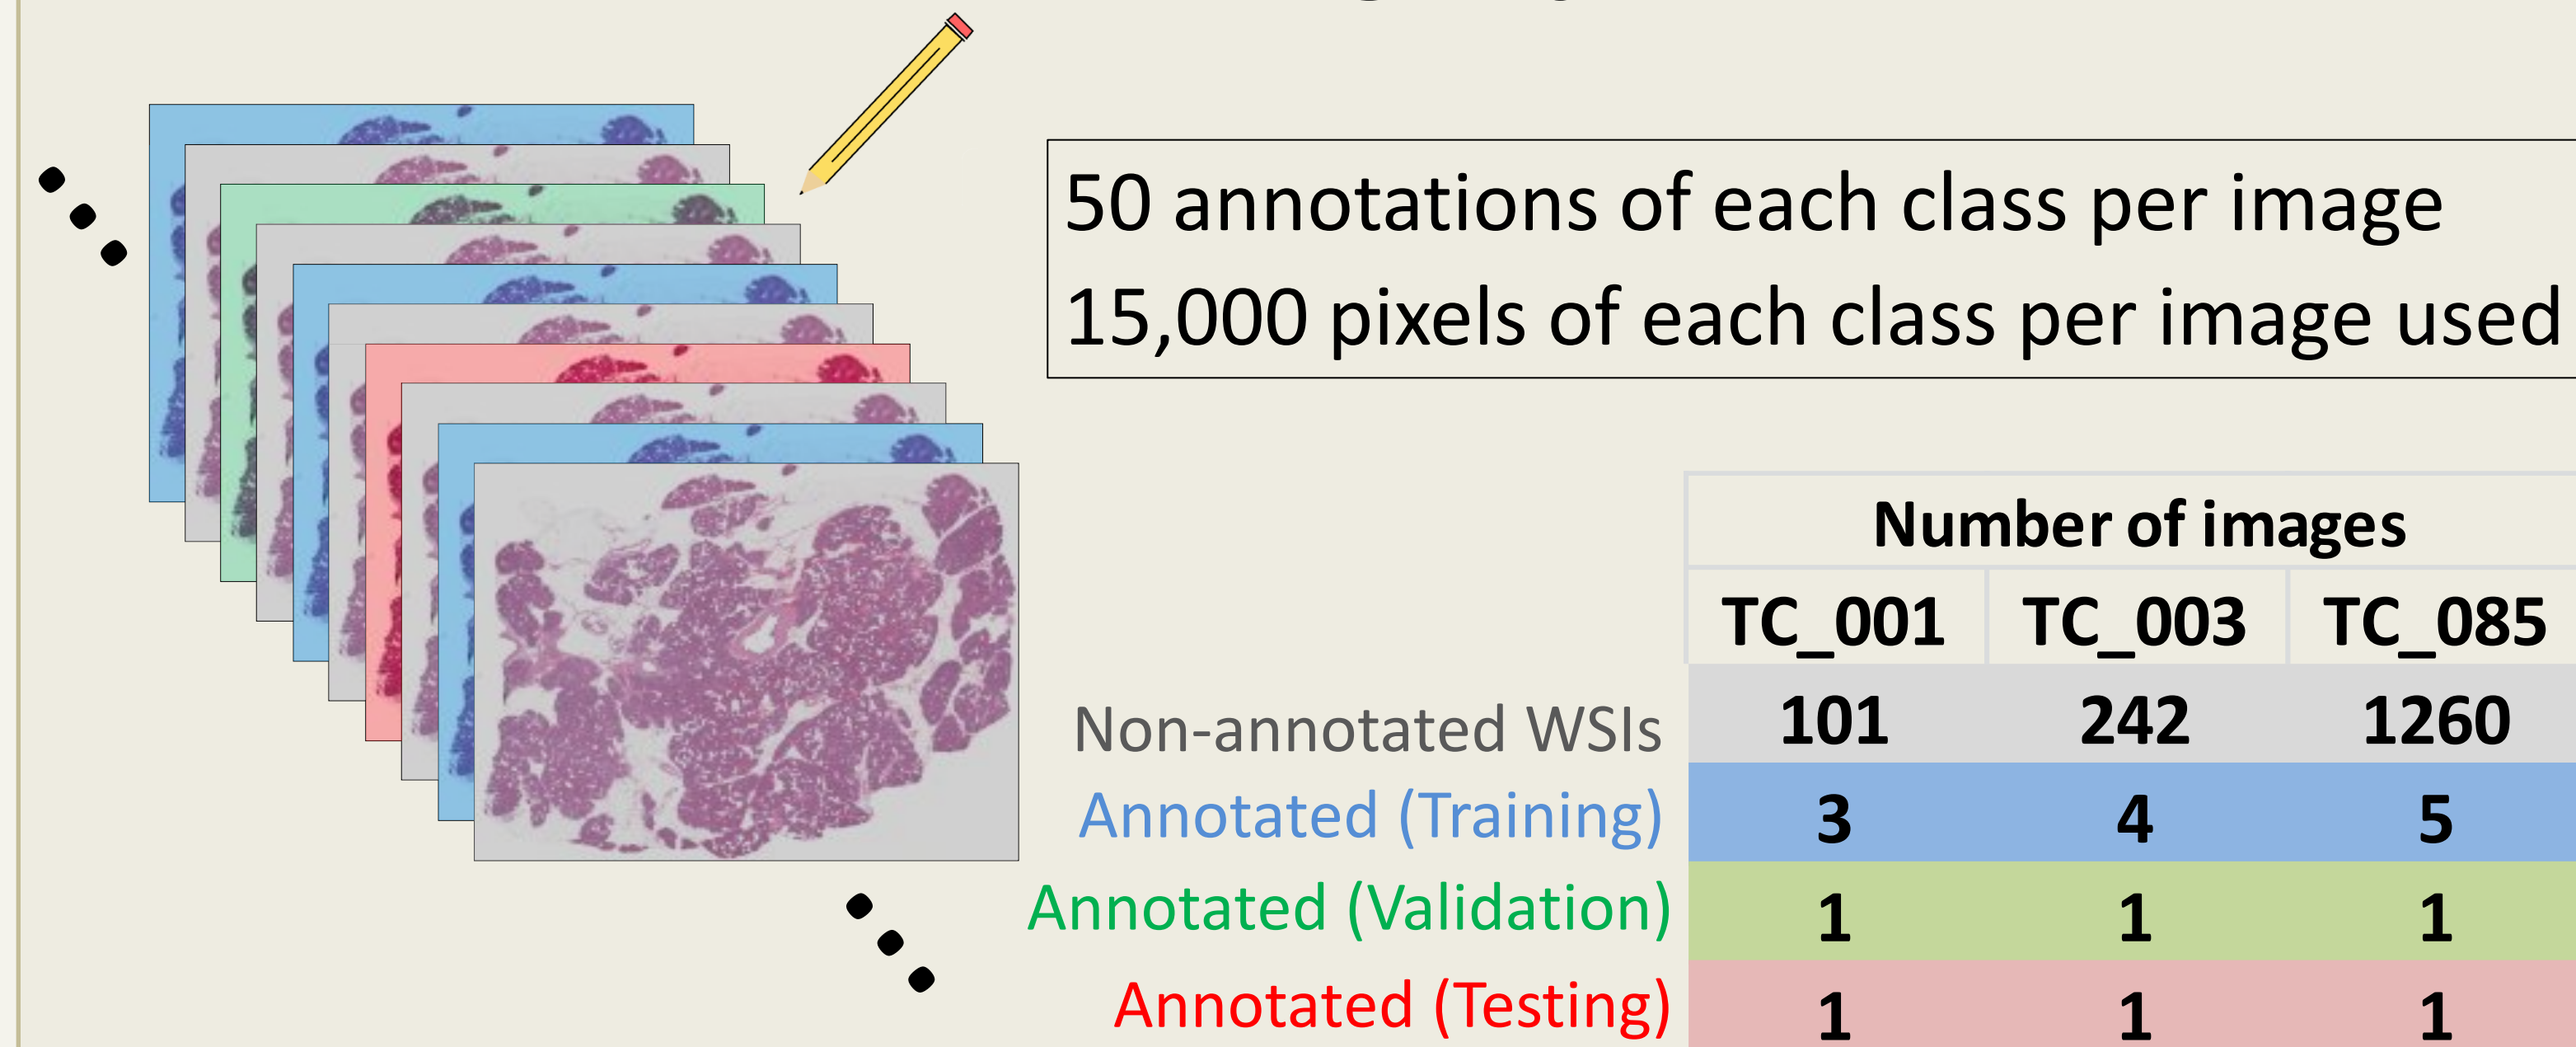 50 annotations of each class per image
15,000 pixels of each class per image used
Number of images
TC_001 TC_003 TC_085
Non-annotated WSIs 101 242 1260
Annotated (Training) 3 4 5
Annotated (Validation) 1 1 1
Annotated (Testing) 1 1 1